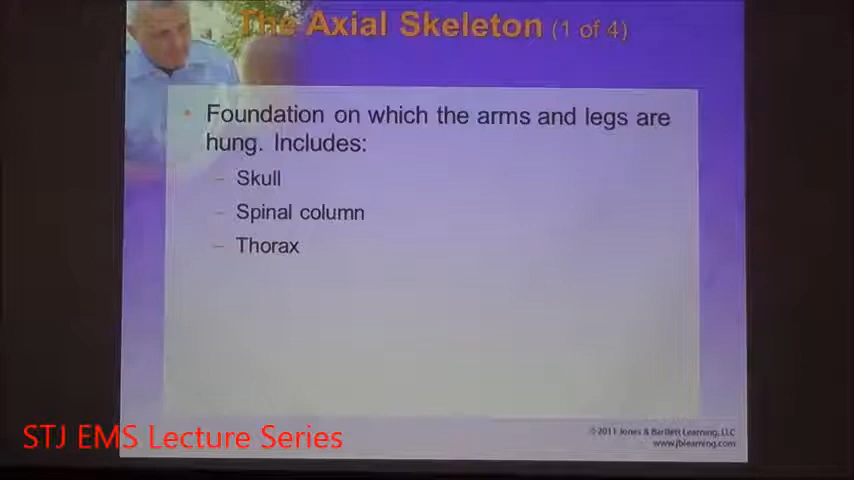 The Axial Skeleton (1 of 4)
• Foundation on which the arms and legs are
hung. Includes:
– Skull
– Spinal column
– Thorax
© 2011 Jones & Bartlett Learning, LLC
www.jblearning.com
STJ EMS Lecture Series